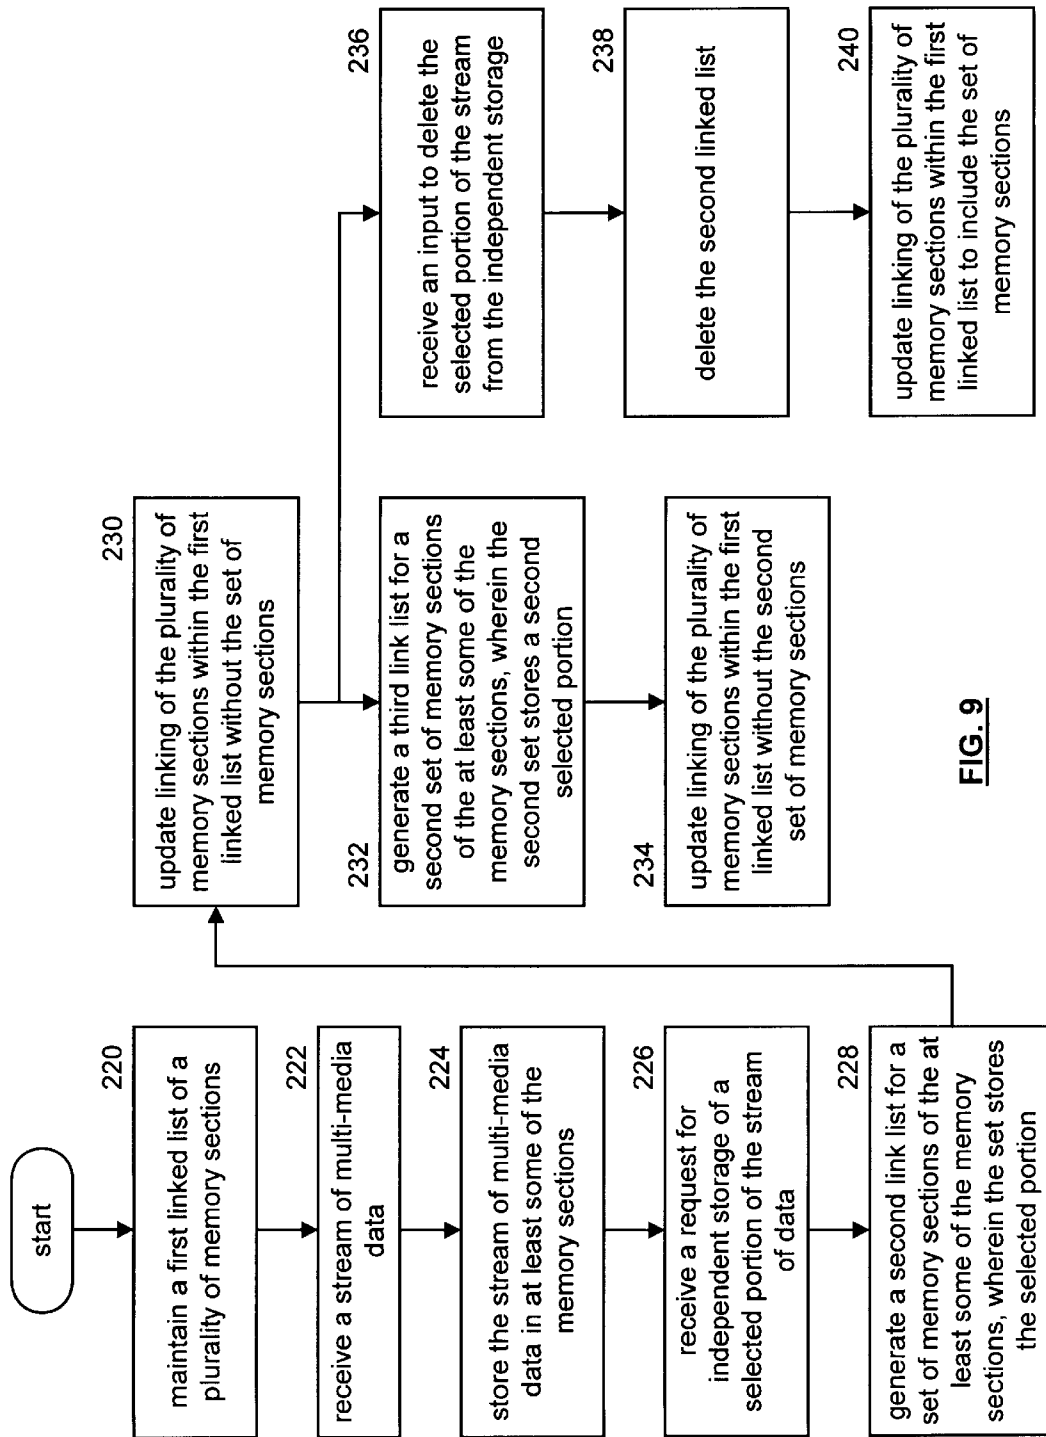 start
220
maintain a first linked list of a
plurality of memory sections
222
receive a stream of multi-media
data
224
store the stream of multi-media
data in at least some of the
memory sections
226
receive a request for
independent storage of a
selected portion of the stream
of data
228
generate a second link list for a
set of memory sections of the at
least some of the memory
sections, wherein the set stores
the selected portion
230
update linking of the plurality of
memory sections within the first
linked list without the set of
memory sections
232
generate a third link list for a
second set of memory sections
of the at least some of the
memory sections, wherein the
second set stores a second
selected portion
234
update linking of the plurality of
memory sections within the first
linked list without the second
set of memory sections
236
receive an input to delete the
selected portion of the stream
from the independent storage
238
delete the second linked list
240
update linking of the plurality of
memory sections within the first
linked list to include the set of
memory sections
FIG. 9